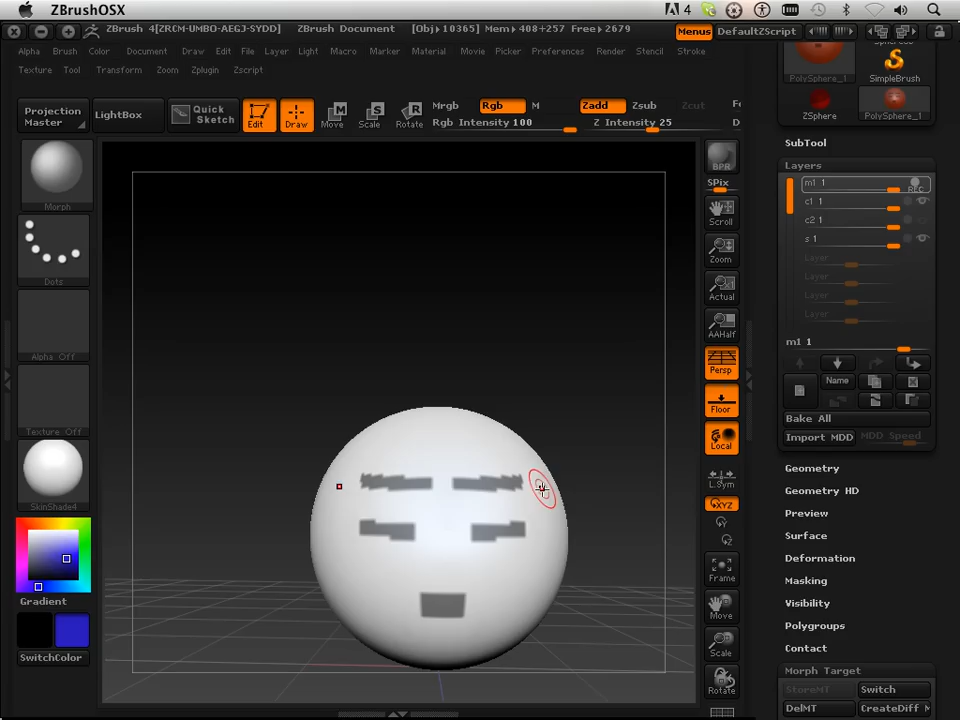 ZBrushOSX
4
ZBrush 4[ZRCM-UMBO-AEGJ-SYDD] ZBrush Document [Obj▸10365] Mem▸408+257 Free▸2679
Menus DefaultZScript
Alpha Brush Color Document Draw Edit File Layer Light Macro Marker Material Movie Picker Preferences Render Stencil Stroke
Texture Tool Transform Zoom Zplugin Zscript
PolySphere_1
SimpleBrush
ZSphere
PolySphere_1
Projection
Master
LightBox
Quick
Sketch
Edit
Draw
Move
Scale
Rotate
Mrgb Rgb M Zadd Zsub Zcut
Rgb Intensity 100 Z Intensity 25
Morph
Dots
Alpha Off
Texture Off
SkinShade4
Gradient
SwitchColor
BPR
SPix
Scroll
Zoom
Actual
AAHalf
Persp
Floor
Local
L.Sym
XYZ
Frame
Move
Scale
Rotate
SubTool
Layers
m1 1 REC
c1 1
c2 1
s 1
Layer
Layer
Layer
Layer
m1 1
Name
Bake All
Import MDD MDD Speed
Geometry
Geometry HD
Preview
Surface
Deformation
Masking
Visibility
Polygroups
Contact
Morph Target
StoreMT Switch
DelMT CreateDiff M